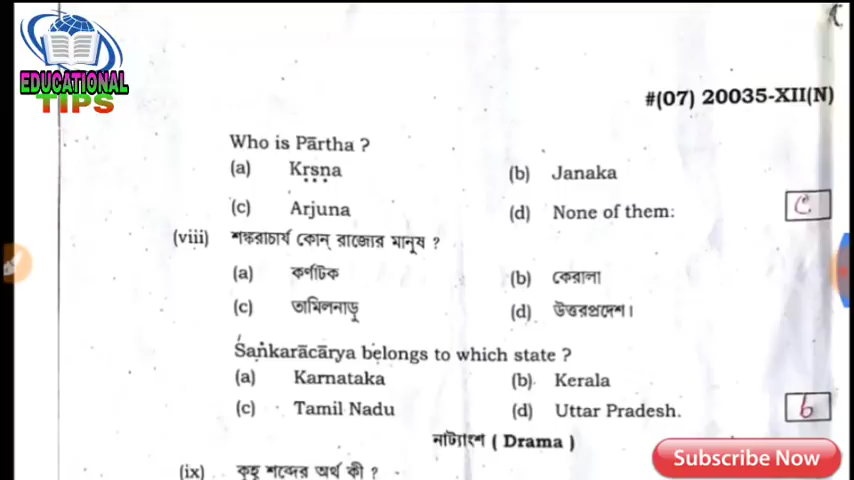 EDUCATIONAL
TIPS
#(07) 20035-XII(N)
Who is Pārtha ?
(a) Kṛṣṇa (b) Janaka
(c) Arjuna (d) None of them: C
(viii) শঙ্করাচার্য কোন্ রাজ্যের মানুষ ?
(a) কর্ণাটক (b) কেরালা
(c) তামিলনাড়ু (d) উত্তরপ্রদেশ।
Śaṅkarācārya belongs to which state ?
(a) Karnataka (b) Kerala
(c) Tamil Nadu (d) Uttar Pradesh. b
নাট্যাংশ ( Drama )
Subscribe Now
(ix) কুহু শব্দের অর্থ কী ?